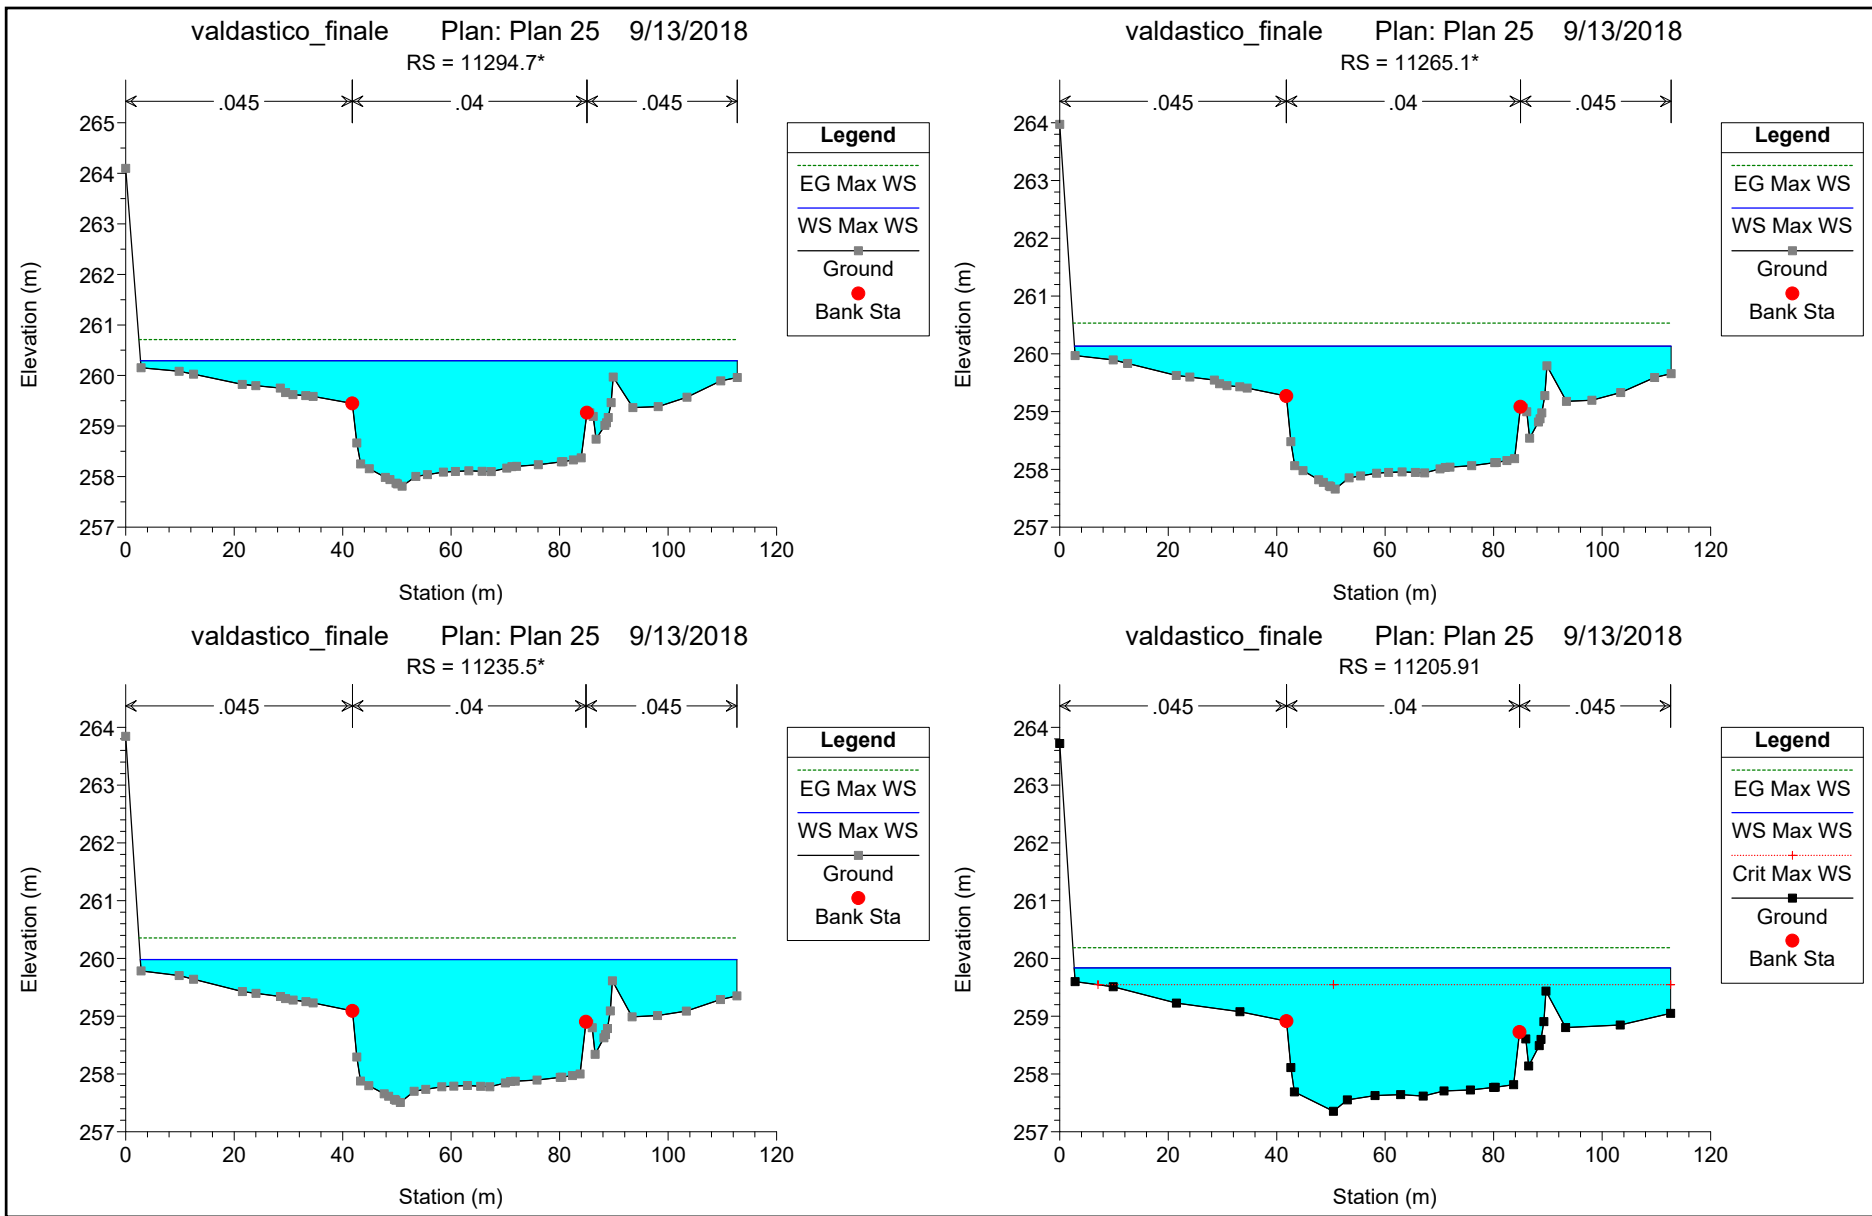 valdastico_finale Plan: Plan 25 9/13/2018
RS = 11294.7*
.045 .04 .045
265
264
263
262
261
260
259
258
257
0 20 40 60 80 100 120
Station (m)
Elevation (m)
Legend
EG Max WS
WS Max WS
Ground
Bank Sta
valdastico_finale Plan: Plan 25 9/13/2018
RS = 11265.1*
.045 .04 .045
264
263
262
261
260
259
258
257
0 20 40 60 80 100 120
Station (m)
Elevation (m)
Legend
EG Max WS
WS Max WS
Ground
Bank Sta
valdastico_finale Plan: Plan 25 9/13/2018
RS = 11235.5*
.045 .04 .045
264
263
262
261
260
259
258
257
0 20 40 60 80 100 120
Station (m)
Elevation (m)
Legend
EG Max WS
WS Max WS
Ground
Bank Sta
valdastico_finale Plan: Plan 25 9/13/2018
RS = 11205.91
.045 .04 .045
264
263
262
261
260
259
258
257
0 20 40 60 80 100 120
Station (m)
Elevation (m)
Legend
EG Max WS
WS Max WS
Crit Max WS
Ground
Bank Sta